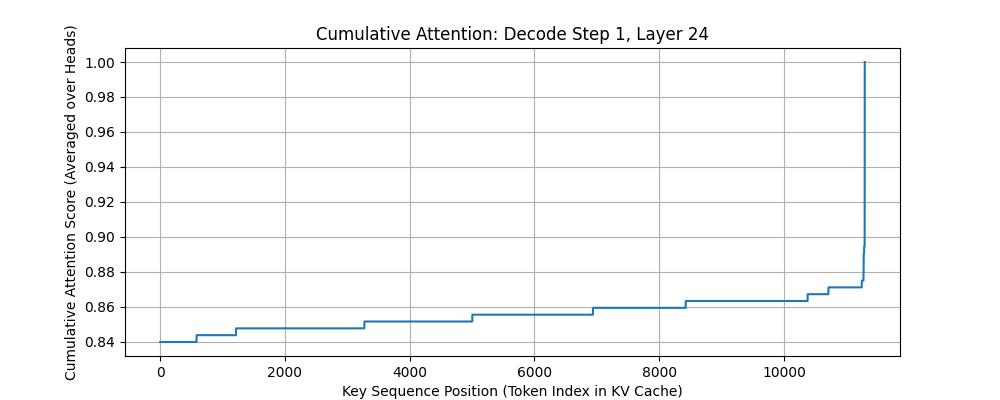 Cumulative Attention: Decode Step 1, Layer 24
Cumulative Attention Score (Averaged over Heads)
1.00
0.98
0.96
0.94
0.92
0.90
0.88
0.86
0.84
0 2000 4000 6000 8000 10000
Key Sequence Position (Token Index in KV Cache)